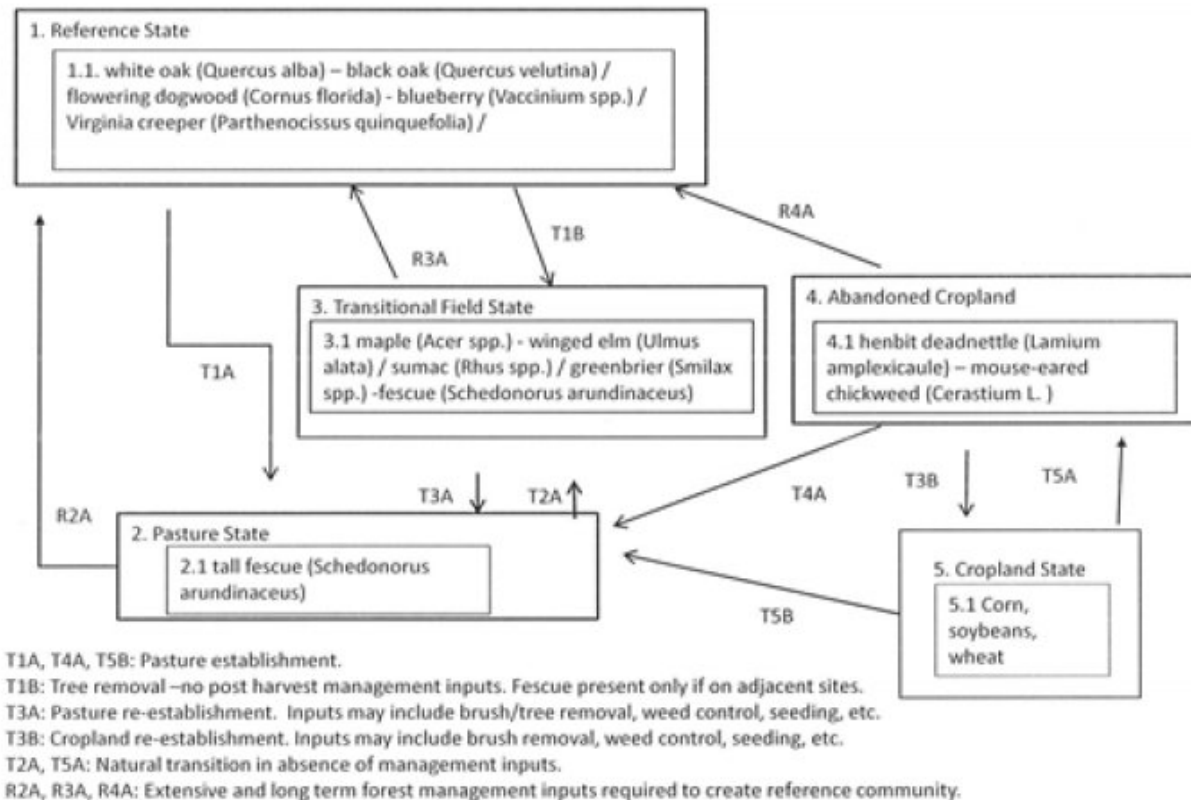 1. Reference State
1.1. white oak (Quercus alba) – black oak (Quercus velutina) /
flowering dogwood (Cornus florida) - blueberry (Vaccinium spp.) /
Virginia creeper (Parthenocissus quinquefolia) /
R4A
T1B
R3A
3. Transitional Field State
3.1 maple (Acer spp.) - winged elm (Ulmus
alata) / sumac (Rhus spp.) / greenbrier (Smilax
spp.) -fescue (Schedonorus arundinaceus)
4. Abandoned Cropland
4.1 henbit deadnettle (Lamium
amplexicaule) – mouse-eared
chickweed (Cerastium L. )
T1A
R2A
T3A
T2A
T4A
T3B
T5A
2. Pasture State
2.1 tall fescue (Schedonorus
arundinaceus)
T5B
5. Cropland State
5.1 Corn,
soybeans,
wheat
T1A, T4A, T5B: Pasture establishment.
T1B: Tree removal –no post harvest management inputs. Fescue present only if on adjacent sites.
T3A: Pasture re-establishment.  Inputs may include brush/tree removal, weed control, seeding, etc.
T3B: Cropland re-establishment. Inputs may include brush removal, weed control, seeding, etc.
T2A, T5A: Natural transition in absence of management inputs.
R2A, R3A, R4A: Extensive and long term forest management inputs required to create reference community.